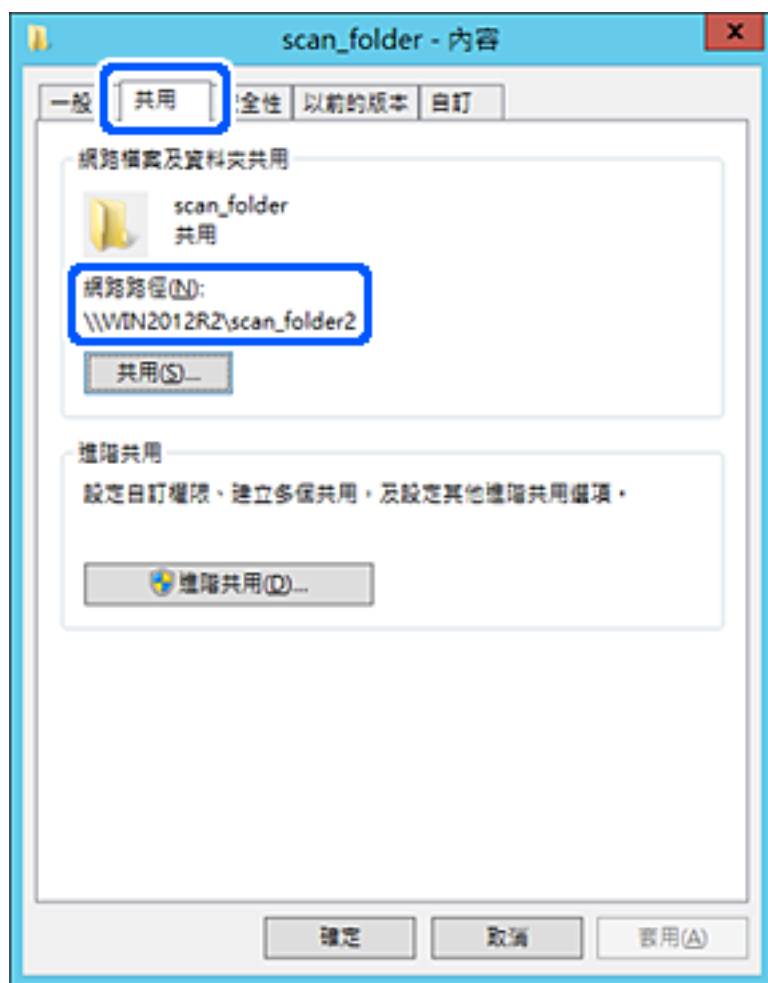 scan_folder - 內容
一般 共用 全性 以前的版本 自訂
網路檔案及資料夾共用
scan_folder
共用
網路路徑(N):
\\WIN2012R2\scan_folder2
共用(S)...
進階共用
設定自訂權限、建立多個共用，及設定其他進階共用選項。
進階共用(D)...
確定 取消 套用(A)